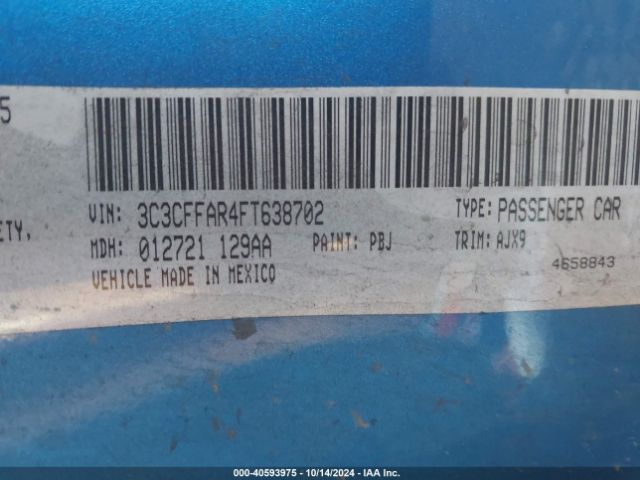 5
VIN: 3C3CFFAR4FT638702 TYPE: PASSENGER CAR
ETY,
MDH: 012721 129AA PAINT: PBJ TRIM: AJX9
VEHICLE MADE IN MEXICO 4658843
000-40593975 - 10/14/2024 - IAA Inc.